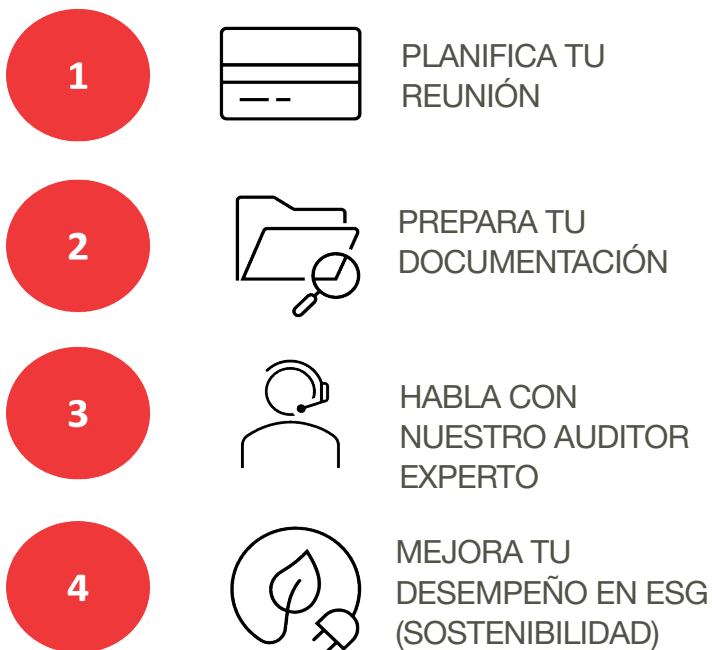 1
PLANIFICA TU
REUNIÓN
2
PREPARA TU
DOCUMENTACIÓN
3
HABLA CON
NUESTRO AUDITOR
EXPERTO
4
MEJORA TU
DESEMPEÑO EN ESG
(SOSTENIBILIDAD)